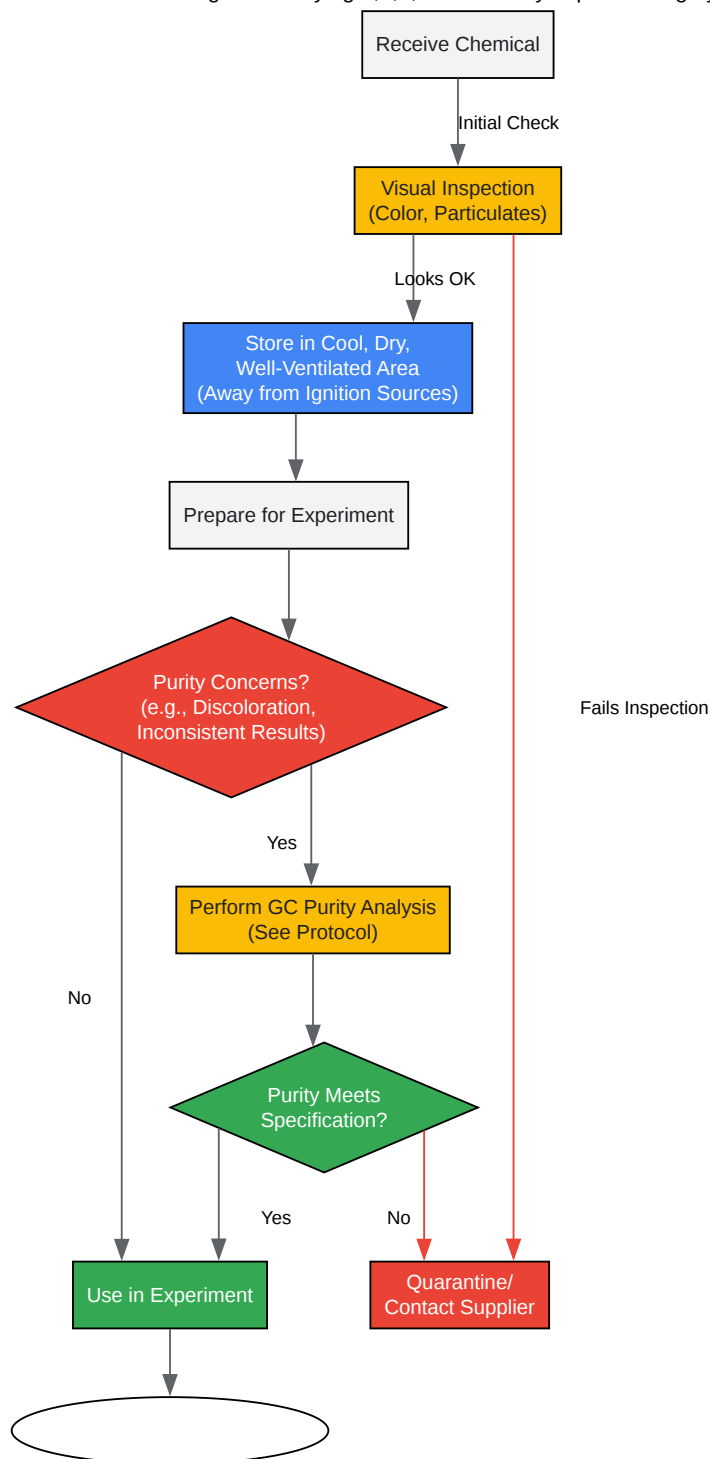 Receive Chemical
Initial Check
Visual Inspection
(Color, Particulates)
Looks OK
Store in Cool, Dry,
Well-Ventilated Area
(Away from Ignition Sources)
Prepare for Experiment
Purity Concerns?
(e.g., Discoloration,
Inconsistent Results)
Fails Inspection
Yes
Perform GC Purity Analysis
(See Protocol)
No
Purity Meets
Specification?
Yes
No
Use in Experiment
Quarantine/
Contact Supplier